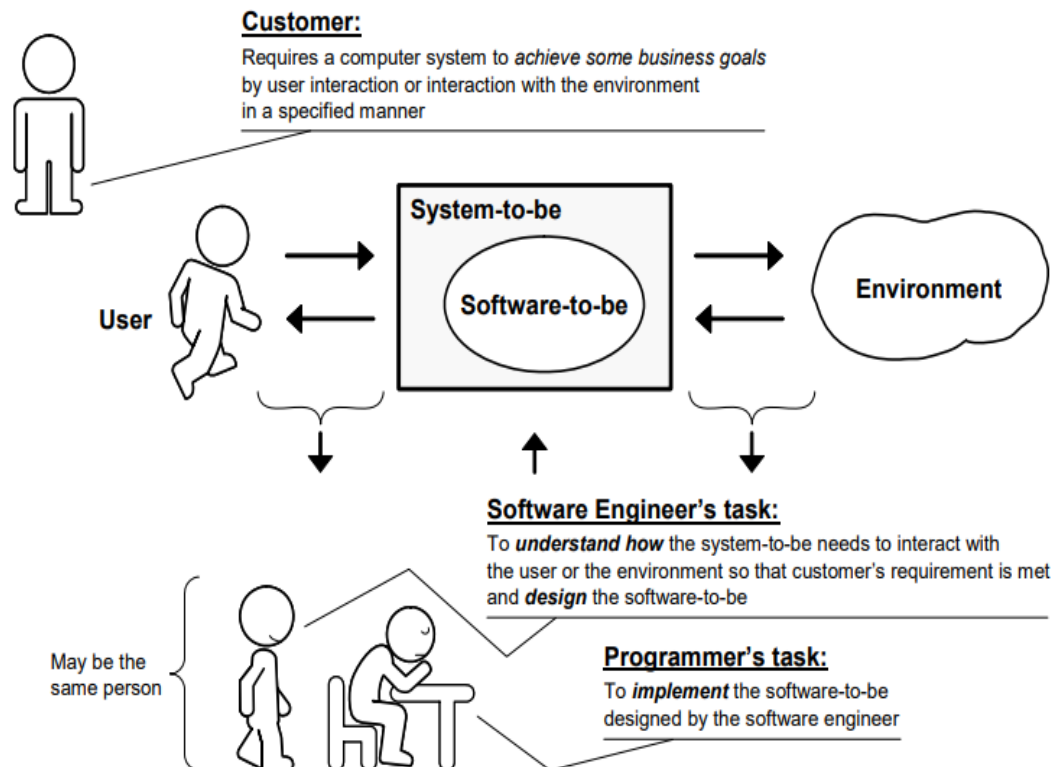 Customer:
Requires a computer system to achieve some business goals
by user interaction or interaction with the environment
in a specified manner
System-to-be
Software-to-be
User
Environment
Software Engineer's task:
To understand how the system-to-be needs to interact with
the user or the environment so that customer's requirement is met
and design the software-to-be
May be the
same person
Programmer's task:
To implement the software-to-be
designed by the software engineer